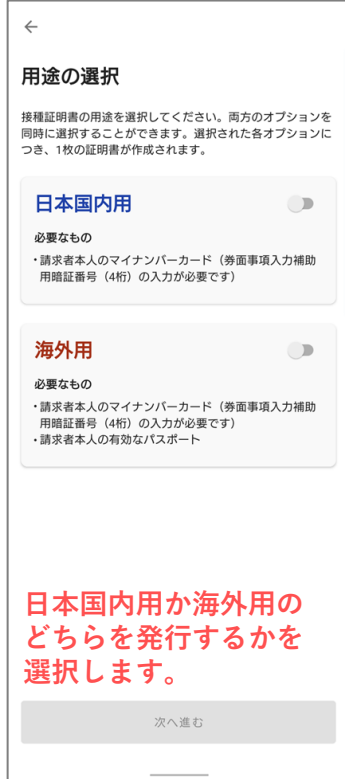 用途の選択
接種証明書の用途を選択してください。両方のオプションを
同時に選択することができます。選択された各オプションに
つき、1枚の証明書が作成されます。
日本国内用
必要なもの
・請求者本人のマイナンバーカード（券面事項入力補助
用暗証番号（4桁）の入力が必要です）
海外用
必要なもの
・請求者本人のマイナンバーカード（券面事項入力補助
用暗証番号（4桁）の入力が必要です）
・請求者本人の有効なパスポート
日本国内用か海外用の
どちらを発行するかを
選択します。
次へ進む